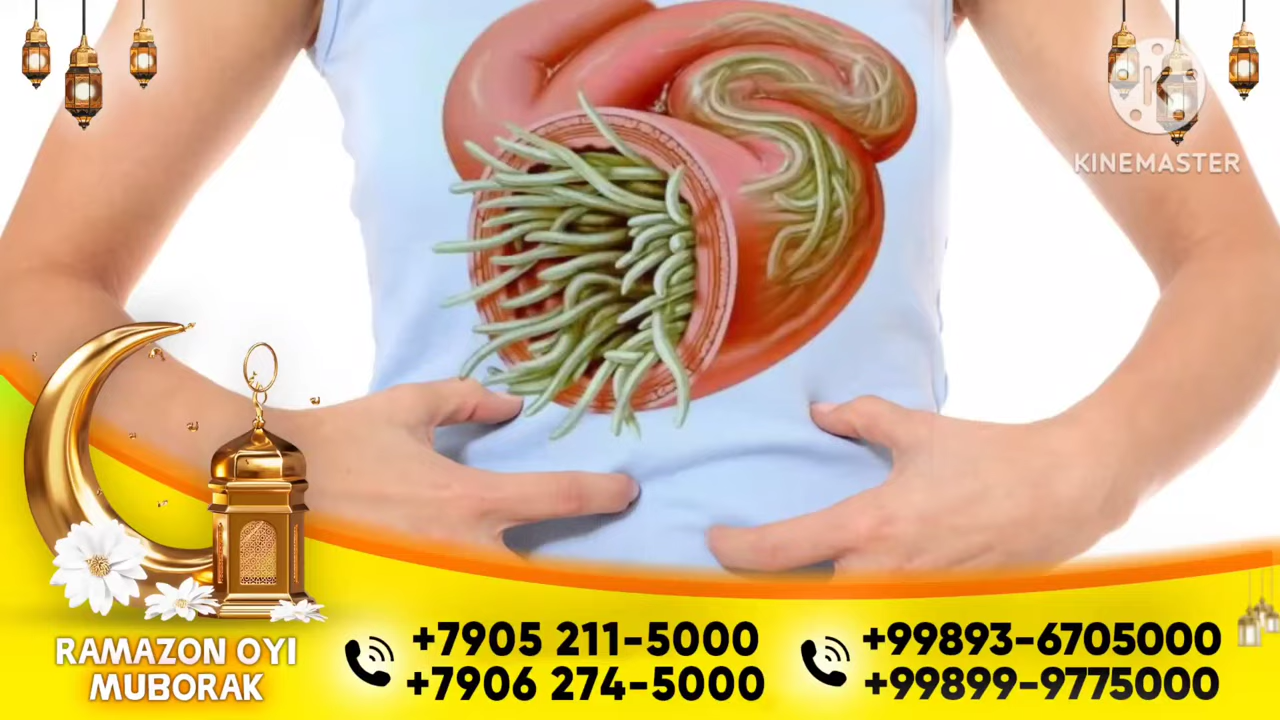 KINEMASTER
RAMAZON OYI
MUBORAK
+7905 211-5000
+7906 274-5000
+99893-6705000
+99899-9775000